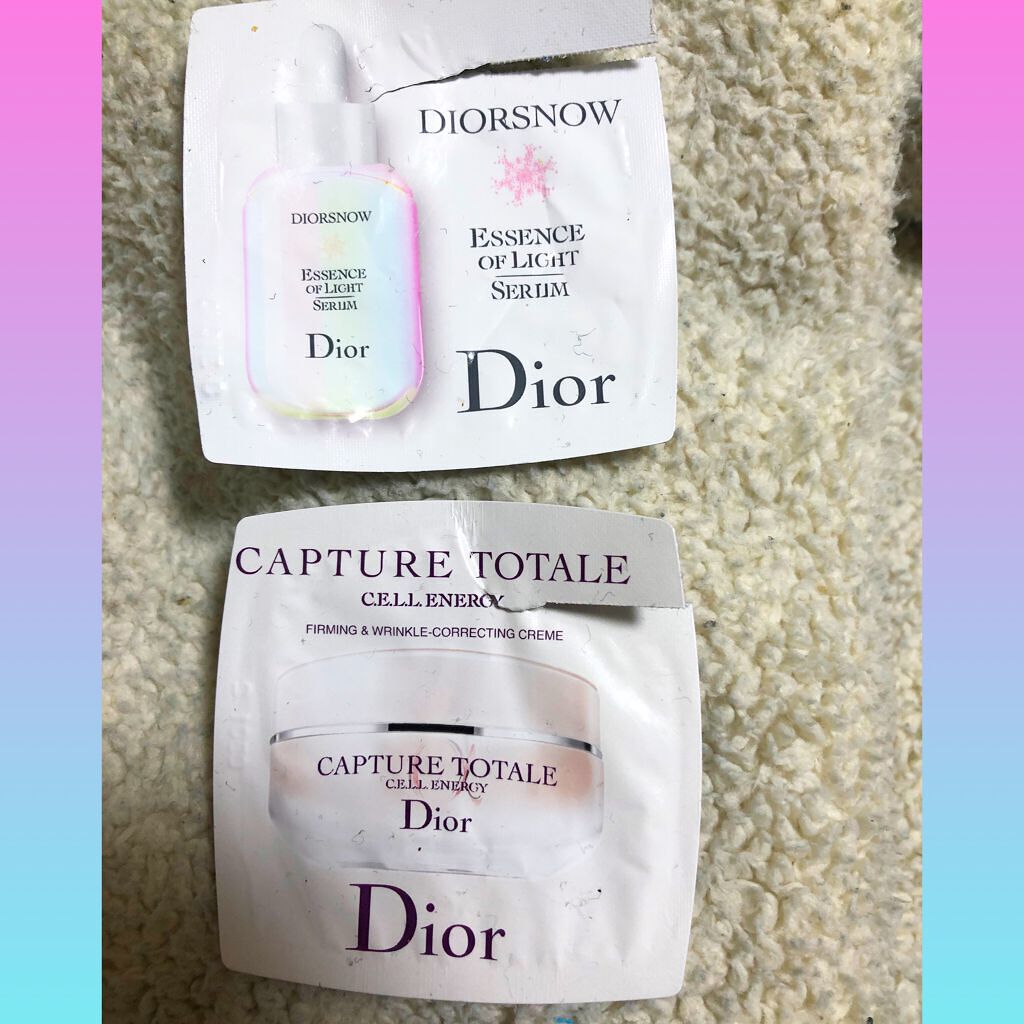 DIORSNOW
ESSENCE
OF LIGHT
SERUM
Dior
DIORSNOW
ESSENCE
OF LIGHT
SERUM
Dior
CAPTURE TOTALE
C.E.L.L. ENERGY
FIRMING & WRINKLE-CORRECTING CREME
CAPTURE TOTALE
C.E.L.L. ENERGY
Dior
Dior